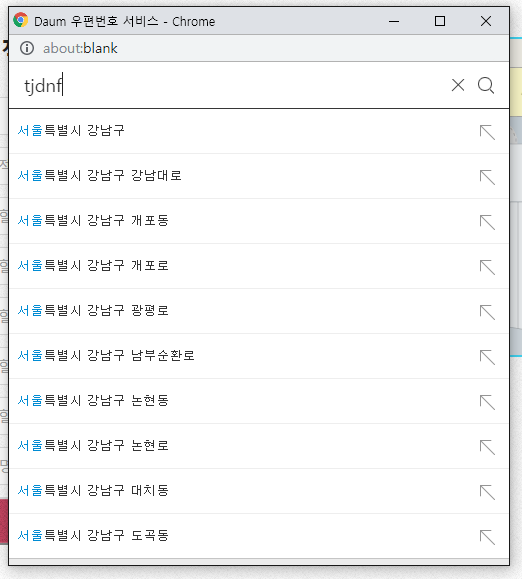 Daum 우편번호 서비스 - Chrome
about:blank
tjdnf
서울특별시 강남구
서울특별시 강남구 강남대로
서울특별시 강남구 개포동
서울특별시 강남구 개포로
서울특별시 강남구 광평로
서울특별시 강남구 남부순환로
서울특별시 강남구 논현동
서울특별시 강남구 논현로
서울특별시 강남구 대치동
서울특별시 강남구 도곡동